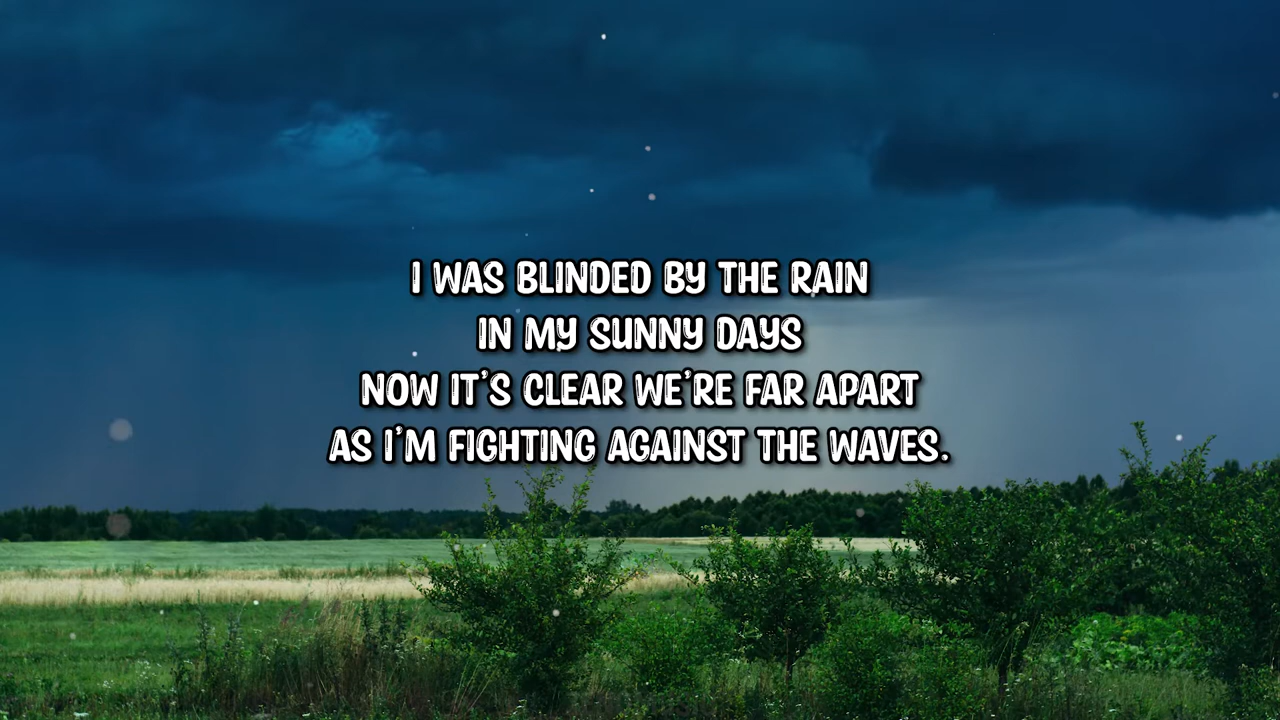 I WAS BLINDED BY THE RAIN
IN MY SUNNY DAYS
NOW IT'S CLEAR WE'RE FAR APART
AS I'M FIGHTING AGAINST THE WAVES.